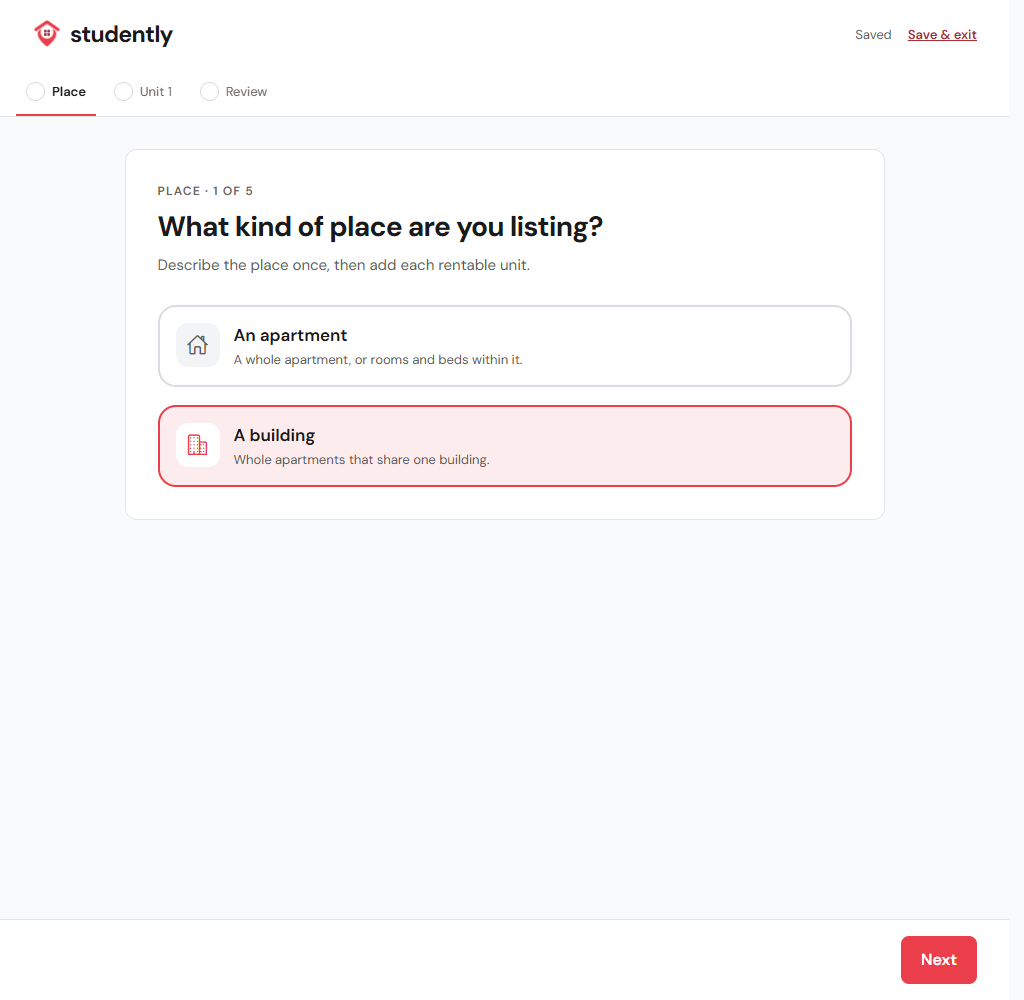 studently
Saved
Save & exit
Place
Unit 1
Review
PLACE · 1 OF 5
What kind of place are you listing?
Describe the place once, then add each rentable unit.
An apartment
A whole apartment, or rooms and beds within it.
A building
Whole apartments that share one building.
Next